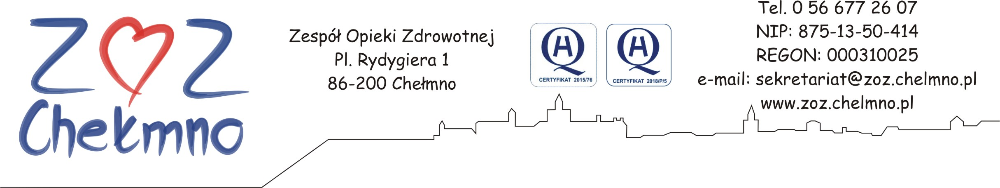 ZOZ
Chełmno
Zespół Opieki Zdrowotnej
Pl. Rydygiera 1
86-200 Chełmno
HQ
CERTYFIKAT 2015/76
HQ
CERTYFIKAT 2018/P/5
Tel. 0 56 677 26 07
NIP: 875-13-50-414
REGON: 000310025
e-mail: sekretariat@zoz.chelmno.pl
www.zoz.chelmno.pl